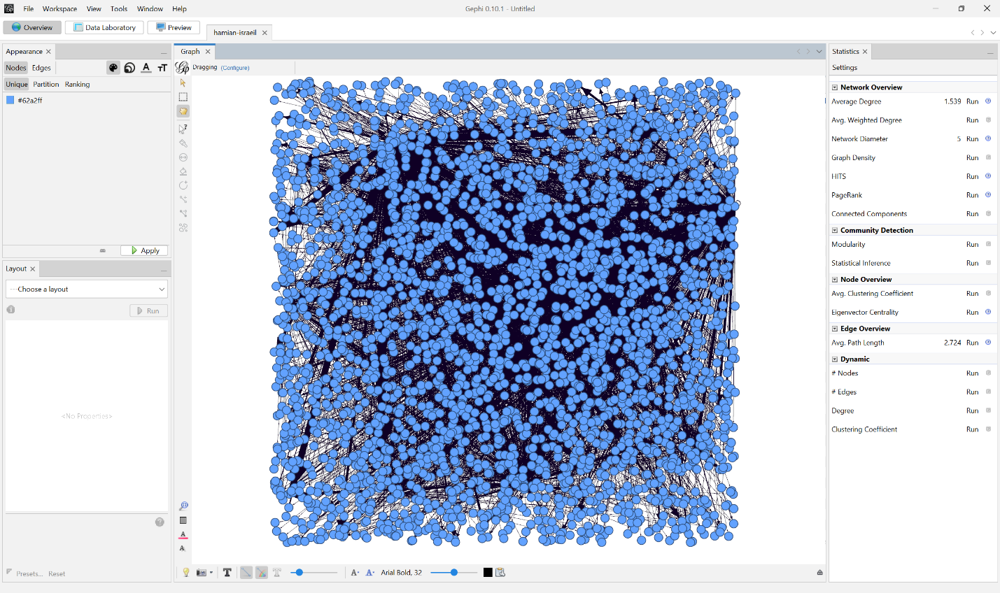 File Workspace View Tools Window Help
Gephi 0.10.1 - Untitled
Overview Data Laboratory Preview
hamian-israeil
Appearance
Nodes Edges
Unique Partition Ranking
#62a2ff
Apply
Layout
---Choose a layout
Run
<No Properties>
Presets... Reset
Graph
Dragging (Configure)
Arial Bold, 32
Statistics
Settings
Network Overview
Average Degree 1.539 Run
Avg. Weighted Degree Run
Network Diameter 5 Run
Graph Density Run
HITS Run
PageRank Run
Connected Components Run
Community Detection
Modularity Run
Statistical Inference Run
Node Overview
Avg. Clustering Coefficient Run
Eigenvector Centrality Run
Edge Overview
Avg. Path Length 2.724 Run
Dynamic
# Nodes Run
# Edges Run
Degree Run
Clustering Coefficient Run